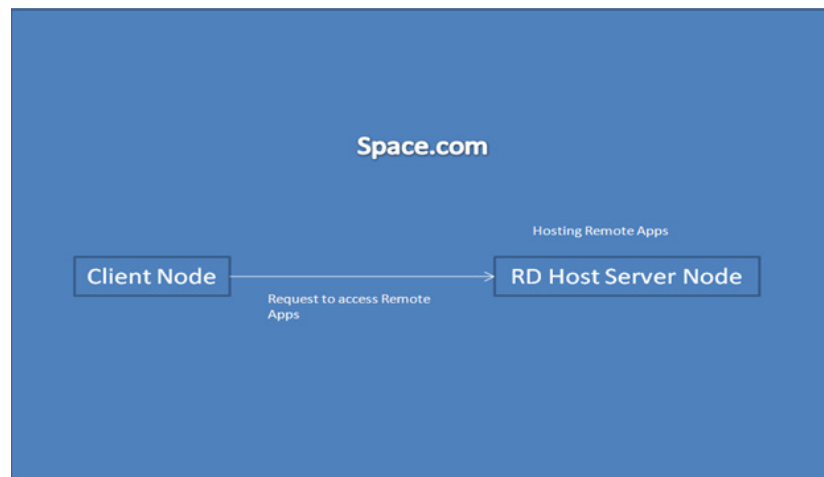 Space.com
Hosting Remote Apps
Client Node
RD Host Server Node
Request to access Remote
Apps